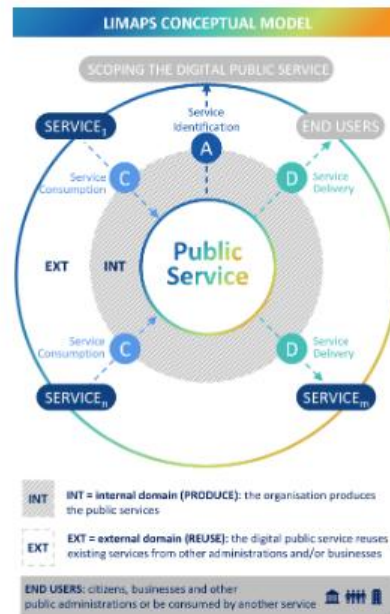 LIMAPS CONCEPTUAL MODEL
SCOPING THE DIGITAL PUBLIC SERVICE
SERVICE1
Service
Identification
END USERS
A
Service
Consumption
C
D
Service
Delivery
EXT
INT
Public
Service
Service
Consumption
C
D
Service
Delivery
SERVICEn
SERVICEm
INT
INT = internal domain (PRODUCE): the organisation produces
the public services
EXT
EXT = external domain (REUSE): the digital public service reuses
existing services from other administrations and/or businesses
END USERS: citizens, businesses and other
public administrations or be consumed by another service